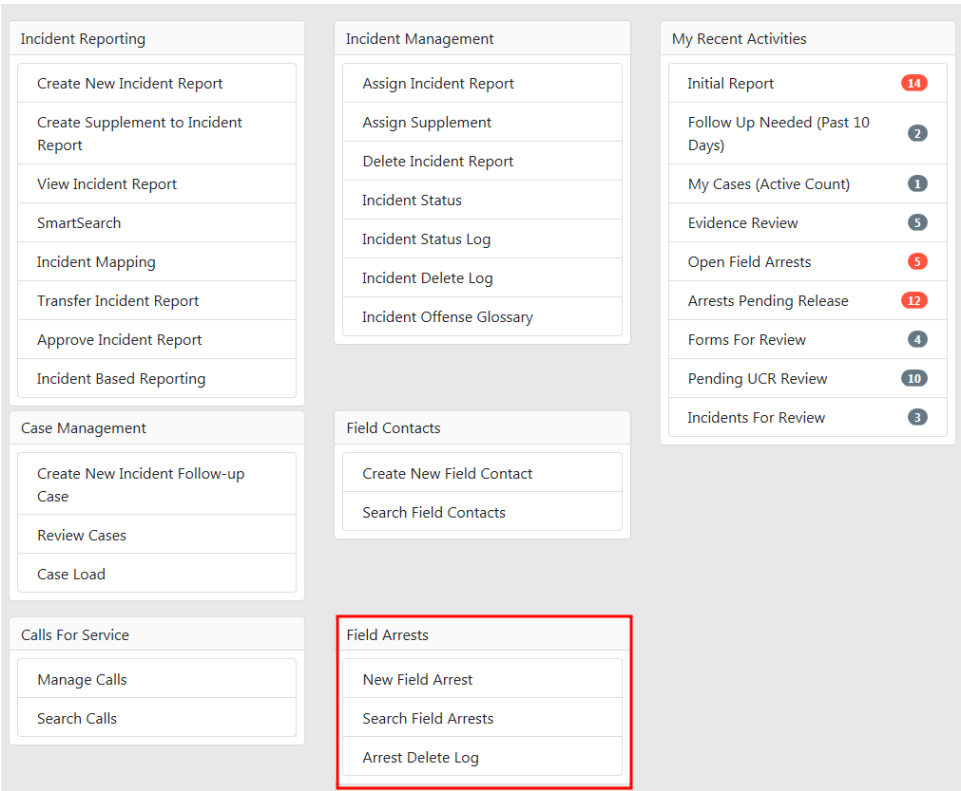 Incident Reporting
Create New Incident Report
Create Supplement to Incident
Report
View Incident Report
SmartSearch
Incident Mapping
Transfer Incident Report
Approve Incident Report
Incident Based Reporting
Incident Management
Assign Incident Report
Assign Supplement
Delete Incident Report
Incident Status
Incident Status Log
Incident Delete Log
Incident Offense Glossary
My Recent Activities
Initial Report 14
Follow Up Needed (Past 10
Days) 2
My Cases (Active Count) 1
Evidence Review 5
Open Field Arrests 5
Arrests Pending Release 12
Forms For Review 4
Pending UCR Review 10
Incidents For Review 3
Case Management
Create New Incident Follow-up
Case
Review Cases
Case Load
Field Contacts
Create New Field Contact
Search Field Contacts
Calls For Service
Manage Calls
Search Calls
Field Arrests
New Field Arrest
Search Field Arrests
Arrest Delete Log